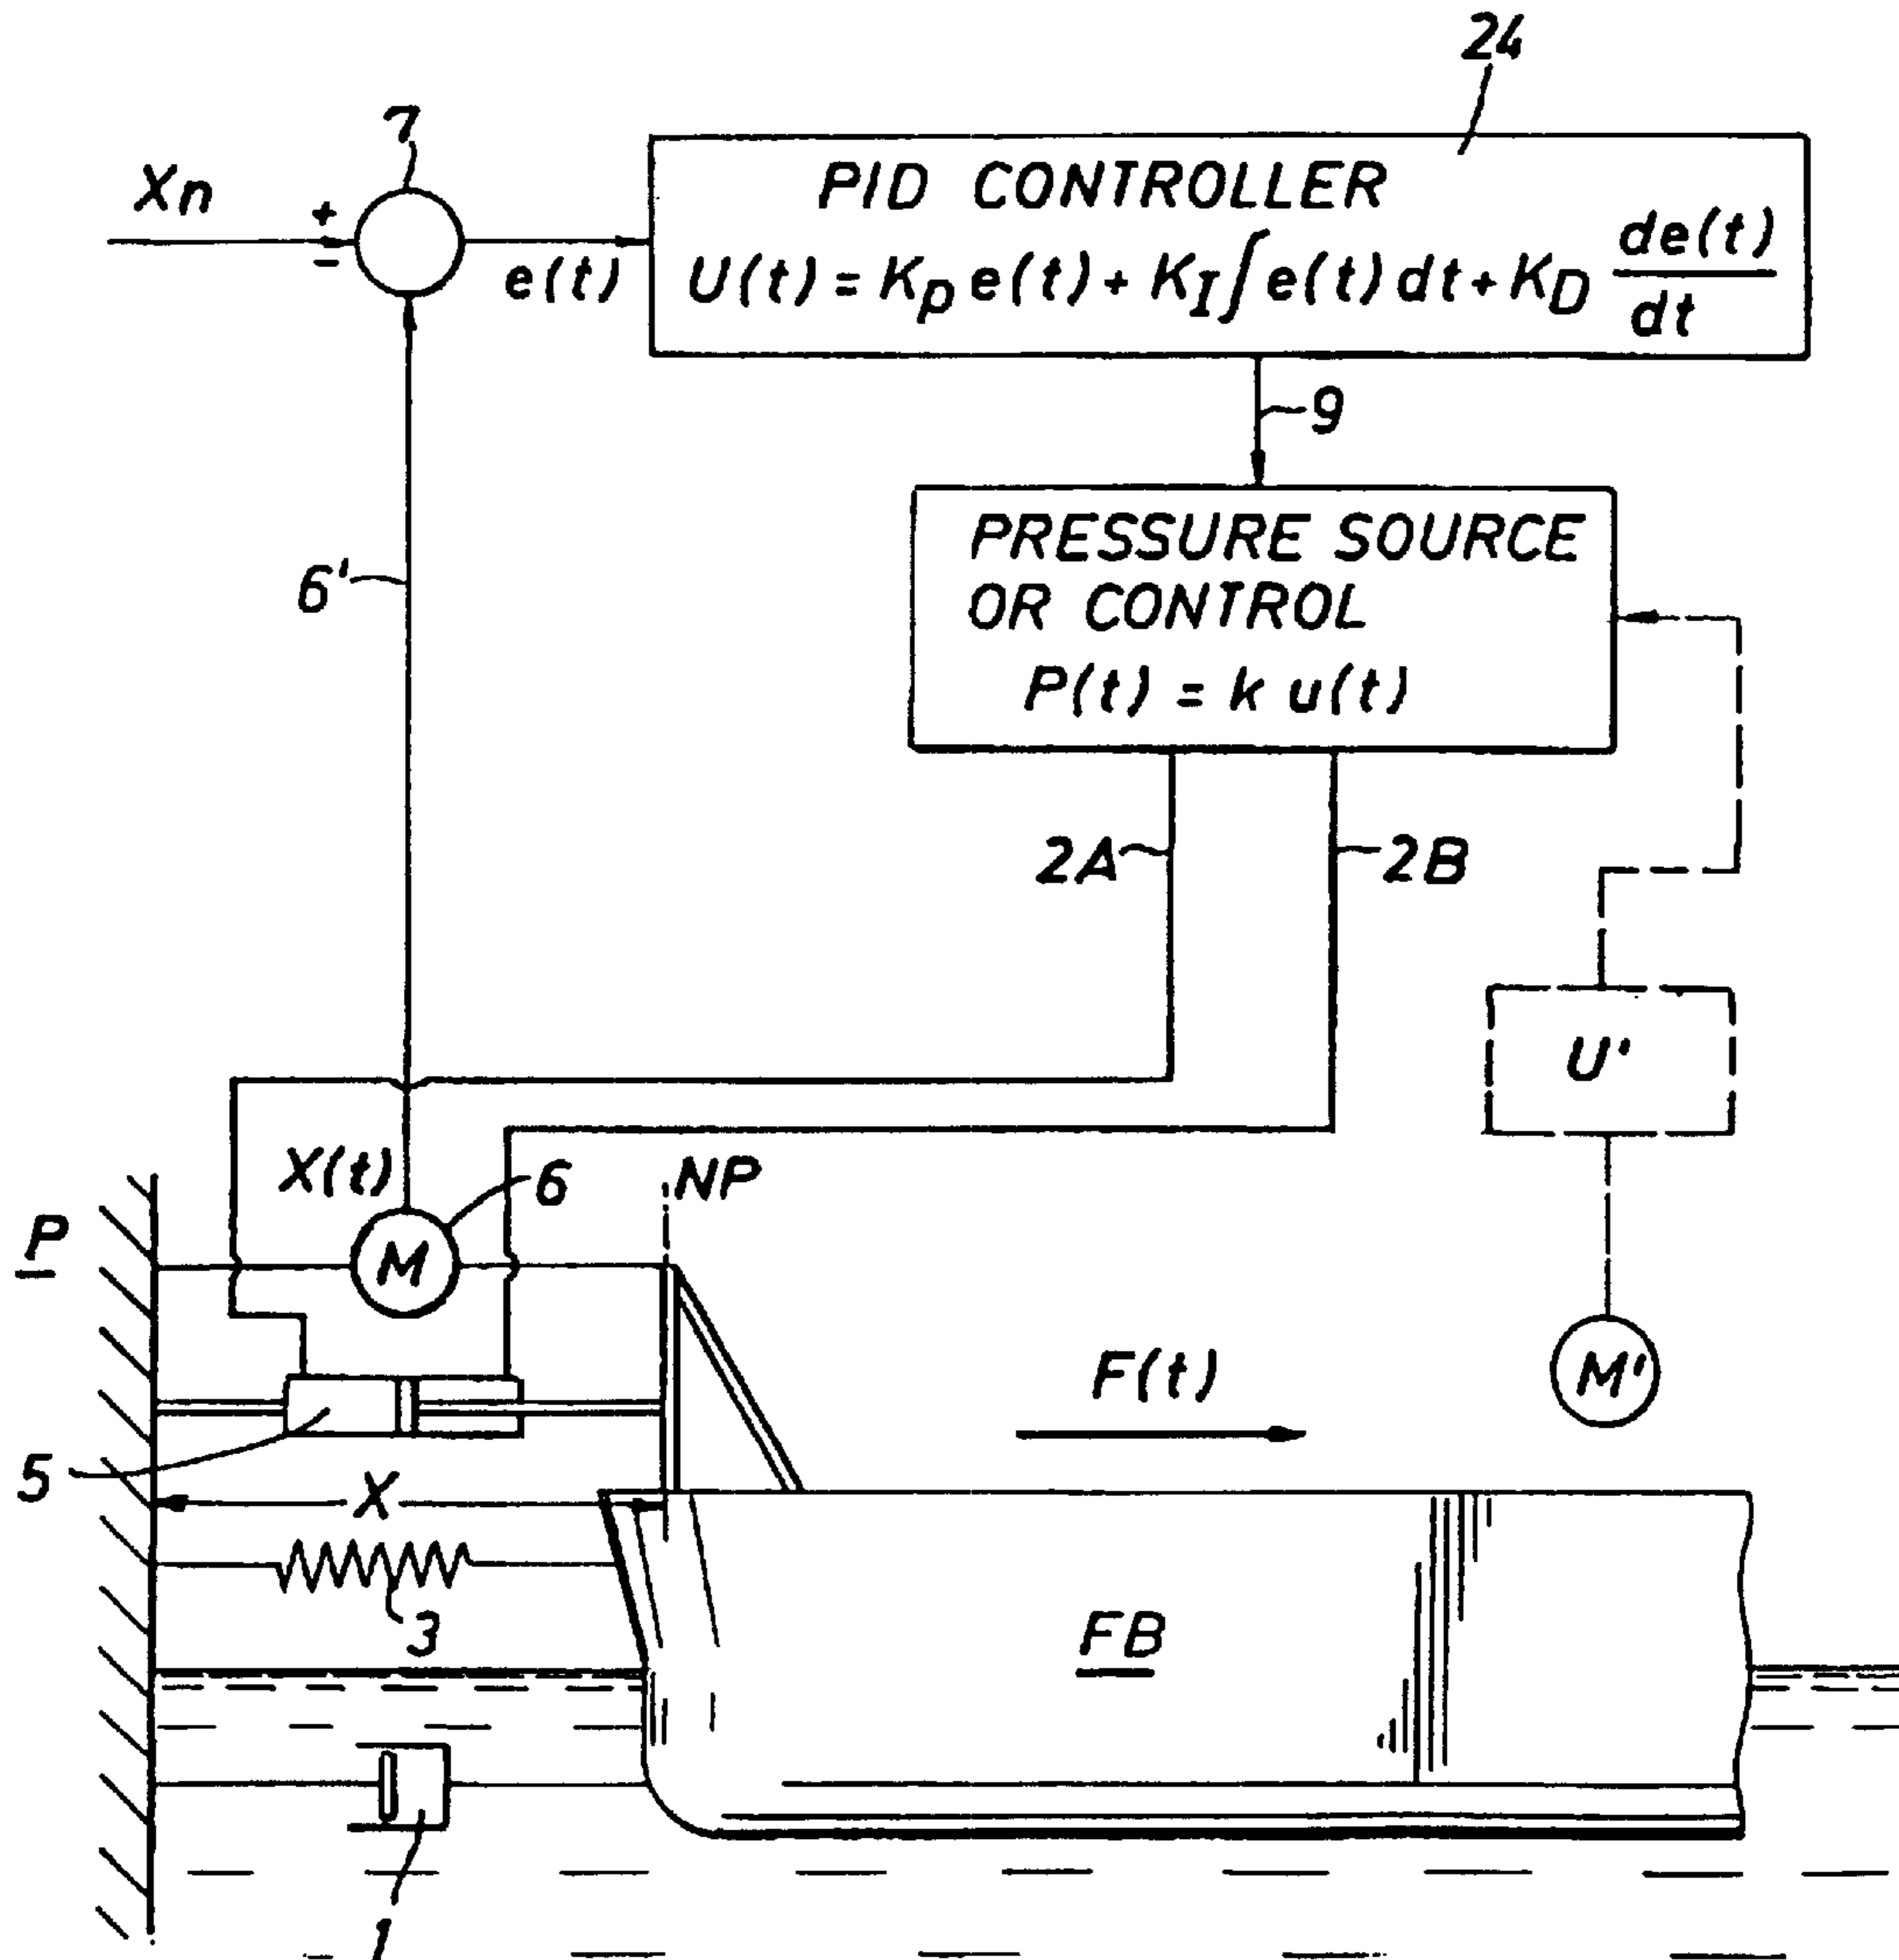 24
7
Xn
+
-
e(t)
PID CONTROLLER
U(t) = KP e(t) + KI ∫ e(t) dt + KD de(t)/dt
9
6'
PRESSURE SOURCE
OR CONTROL
P(t) = k u(t)
2A
2B
U'
X(t)
6
NP
P
M
F(t)
M'
5
X
3
FB
1